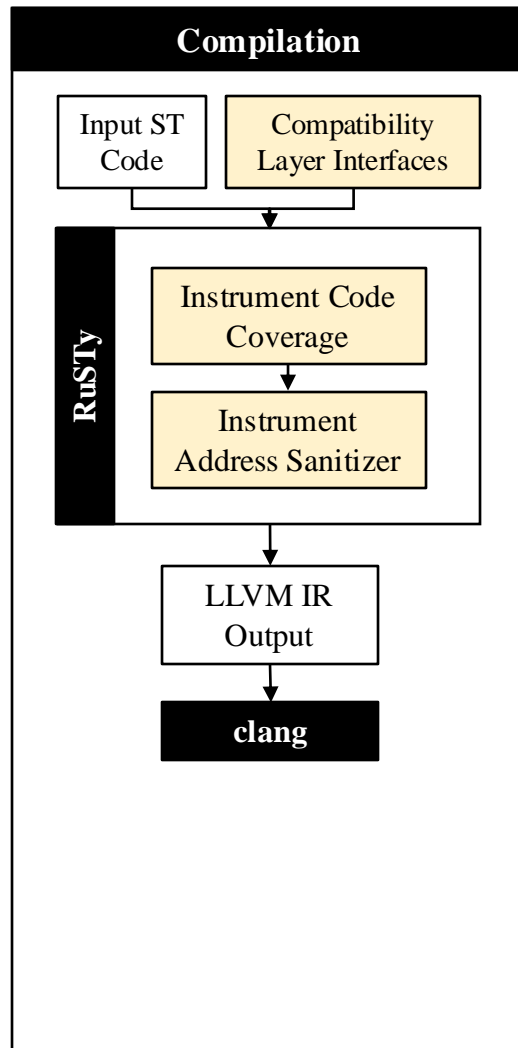 Compilation
Input ST
Code
Compatibility
Layer Interfaces
RuSTy
Instrument Code
Coverage
Instrument
Address Sanitizer
LLVM IR
Output
clang